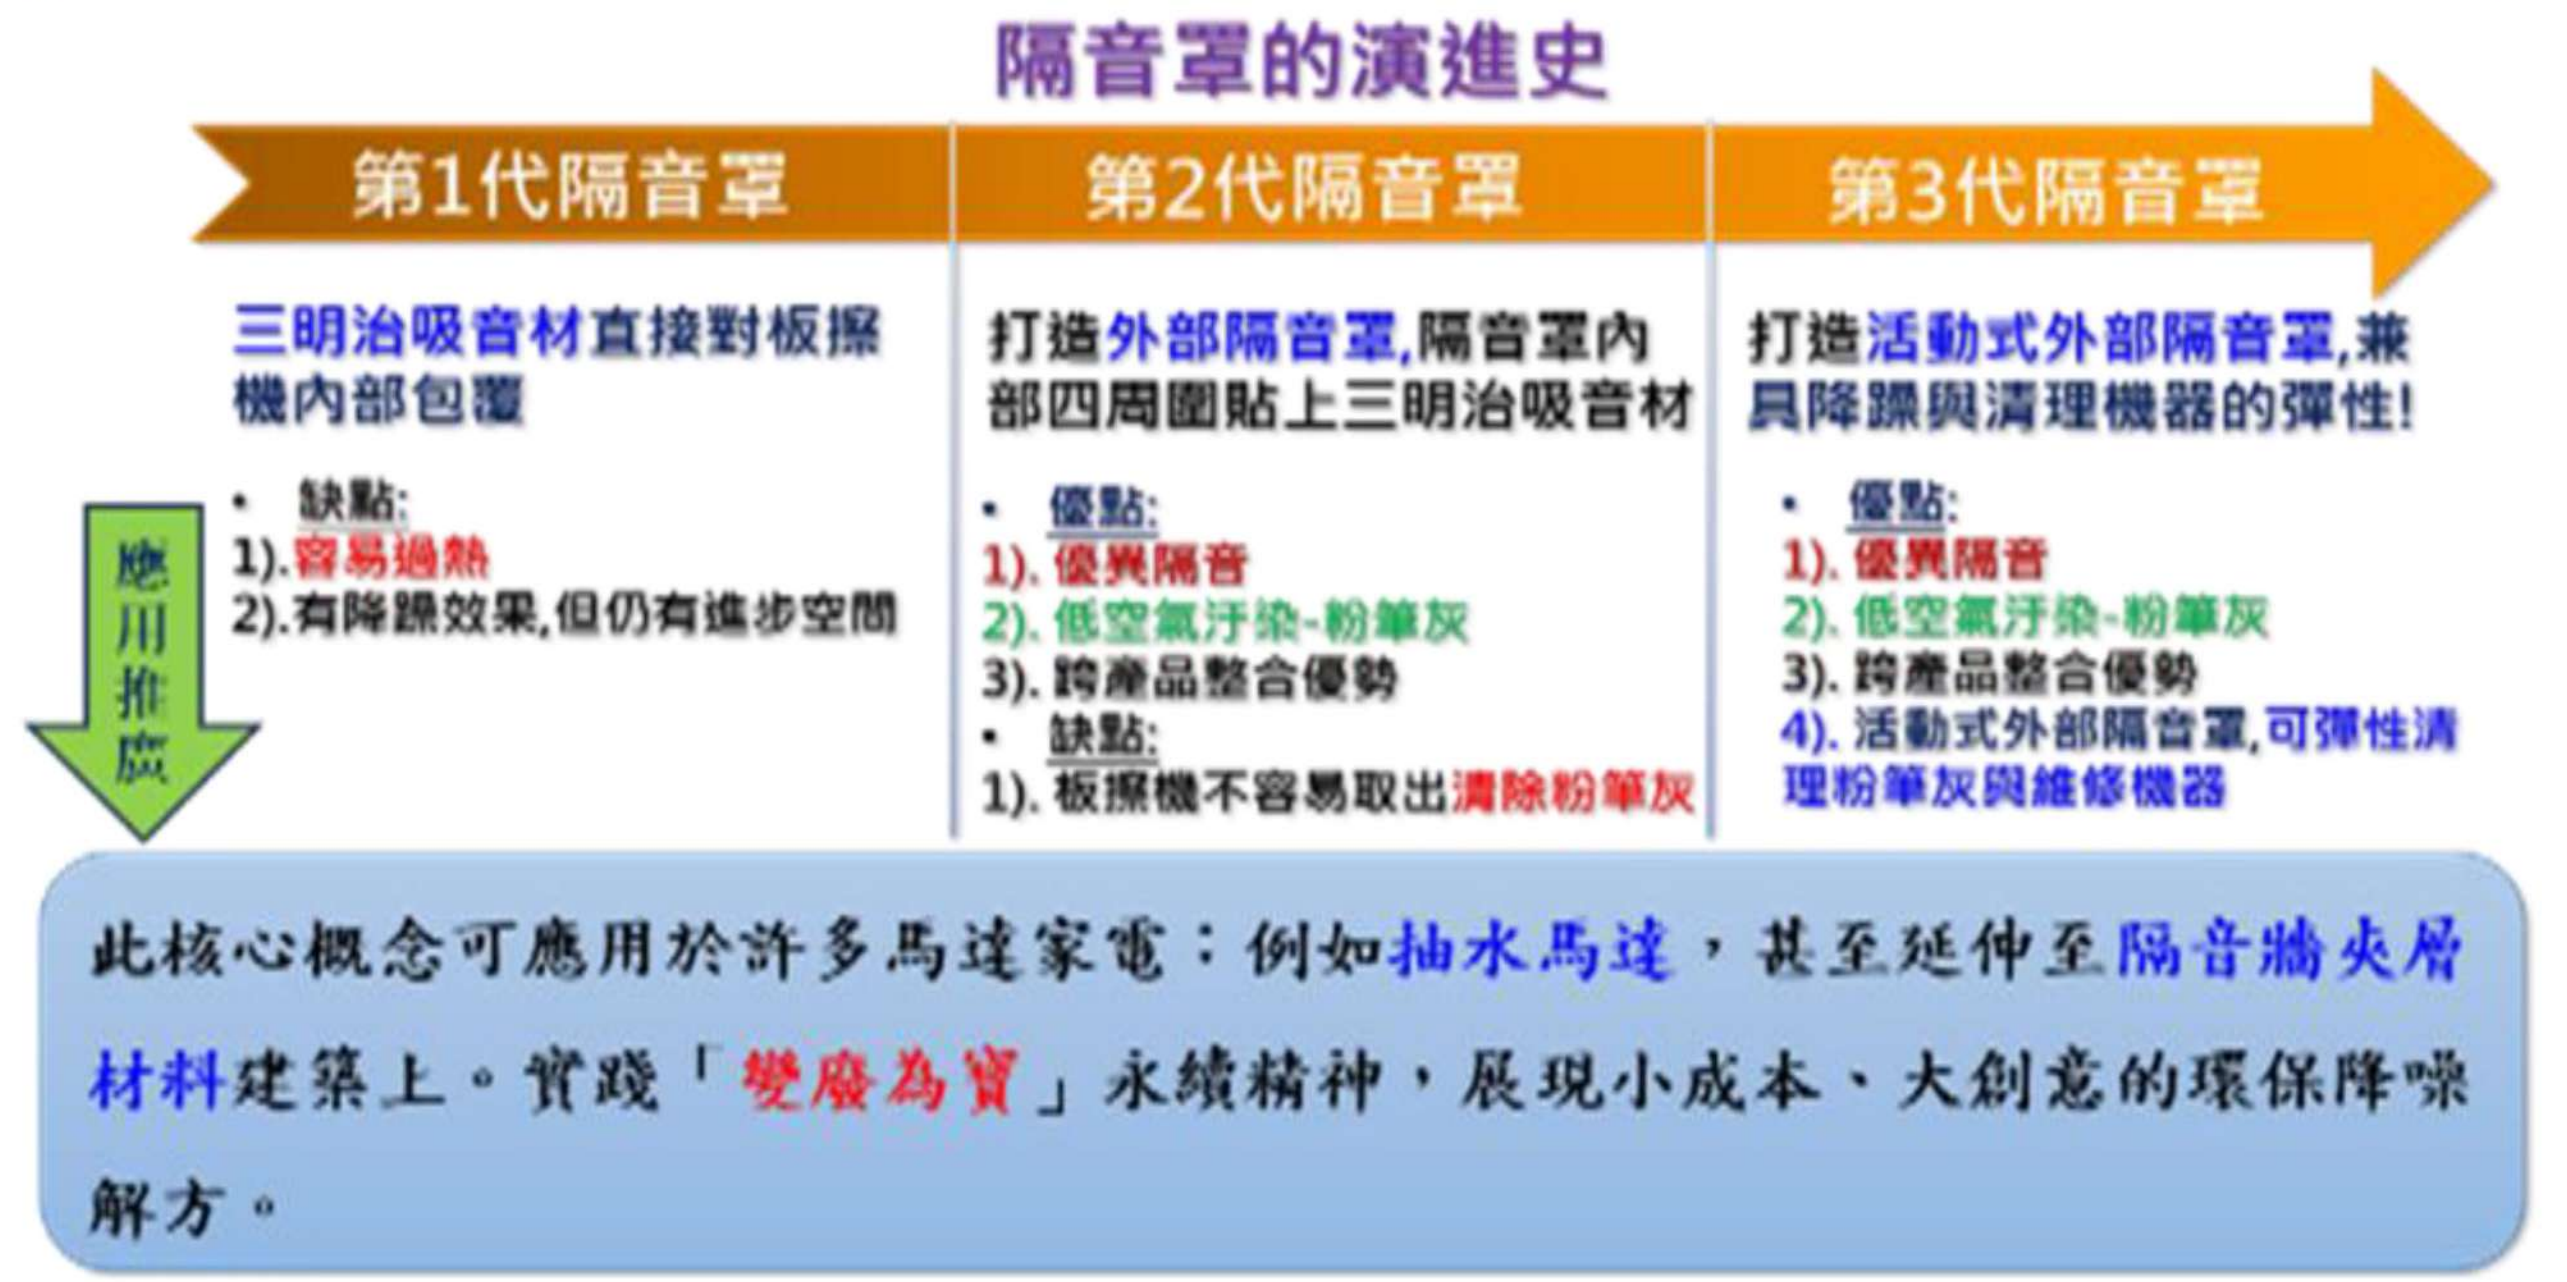 隔音罩的演進史
第1代隔音罩
第2代隔音罩
第3代隔音罩
三明治吸音材直接對板擦
機內部包覆
• 缺點:
1).容易過熱
2).有降躁效果,但仍有進步空間
打造外部隔音罩,隔音罩內
部四周圍貼上三明治吸音材
• 優點:
1). 優異隔音
2). 低空氣汙染-粉筆灰
3). 跨產品整合優勢
• 缺點:
1). 板擦機不容易取出清除粉筆灰
打造活動式外部隔音罩,兼
具降躁與清理機器的彈性!
• 優點:
1). 優異隔音
2). 低空氣汙染-粉筆灰
3). 跨產品整合優勢
4). 活動式外部隔音罩,可彈性清
理粉筆灰與維修機器
應用推廣
此核心概念可應用於許多馬達家電：例如抽水馬達，甚至延伸至隔音牆夾層
材料建築上。實踐「變廢為寶」永續精神，展現小成本、大創意的環保降噪
解方。